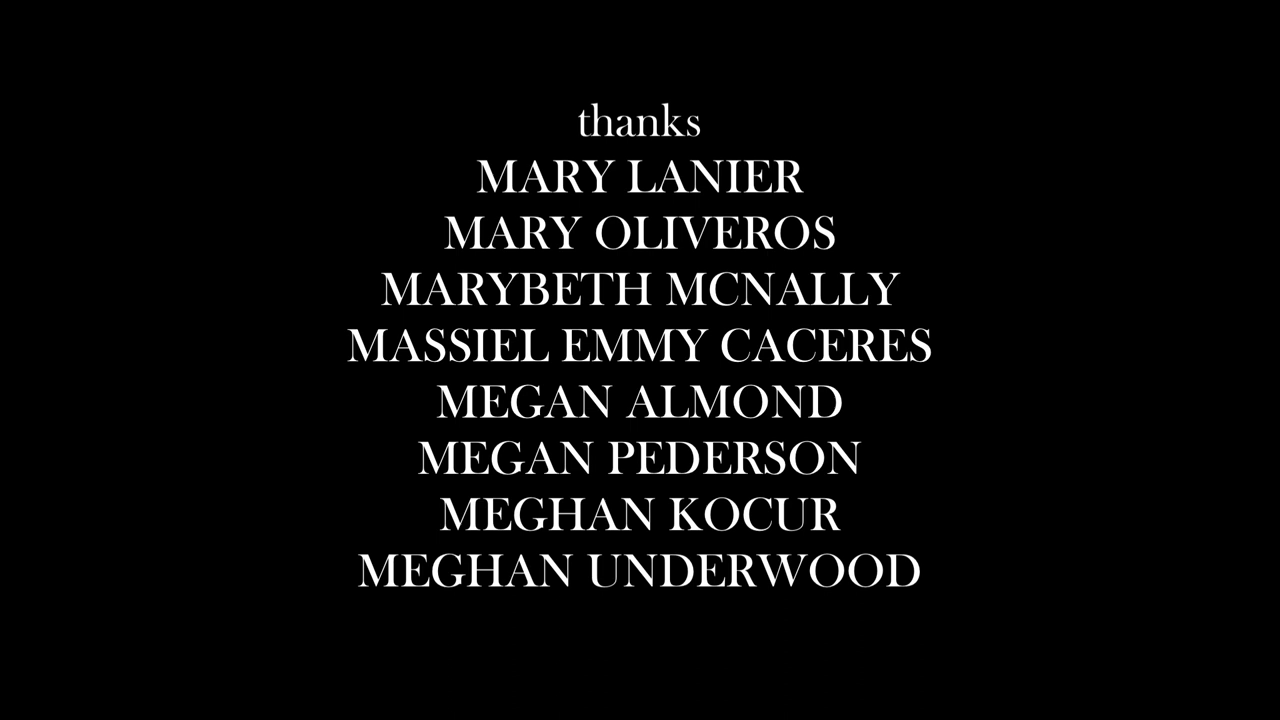 thanks
MARY LANIER
MARY OLIVEROS
MARYBETH MCNALLY
MASSIEL EMMY CACERES
MEGAN ALMOND
MEGAN PEDERSON
MEGHAN KOCUR
MEGHAN UNDERWOOD